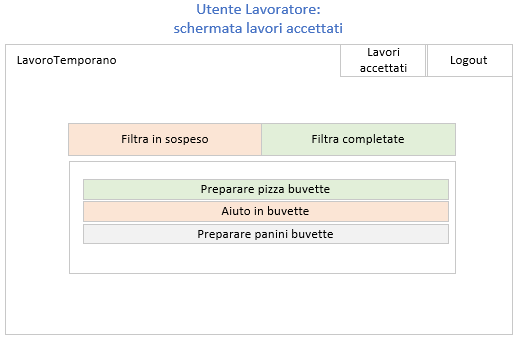 Utente Lavoratore:
schermata lavori accettati
LavoroTemporano
Lavori
accettati
Logout
Filtra in sospeso
Filtra completate
Preparare pizza buvette
Aiuto in buvette
Preparare panini buvette